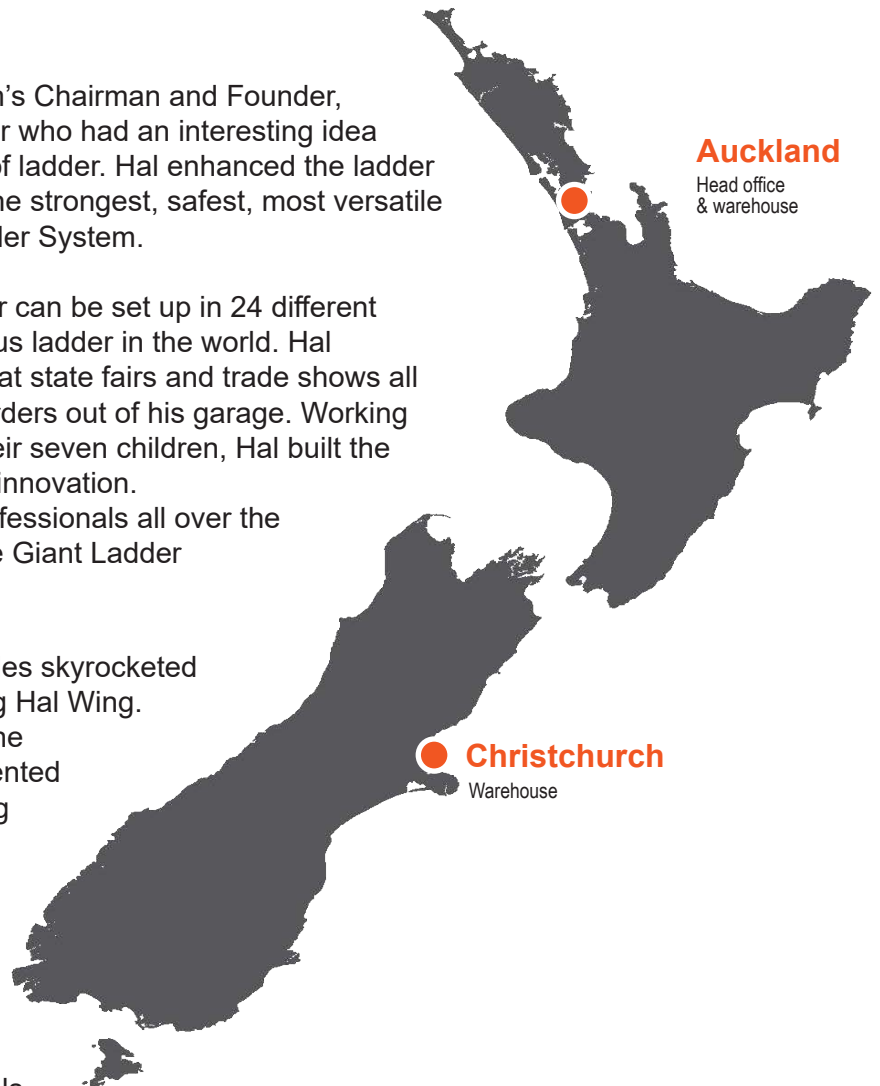 n's Chairman and Founder,
r who had an interesting idea
of ladder. Hal enhanced the ladder
he strongest, safest, most versatile
der System.
r can be set up in 24 different
us ladder in the world. Hal
at state fairs and trade shows all
rders out of his garage. Working
eir seven children, Hal built the
innovation.
fessionals all over the
e Giant Ladder
es skyrocketed
g Hal Wing.
ne
ented
g
Auckland
Head office
& warehouse
Christchurch
Warehouse